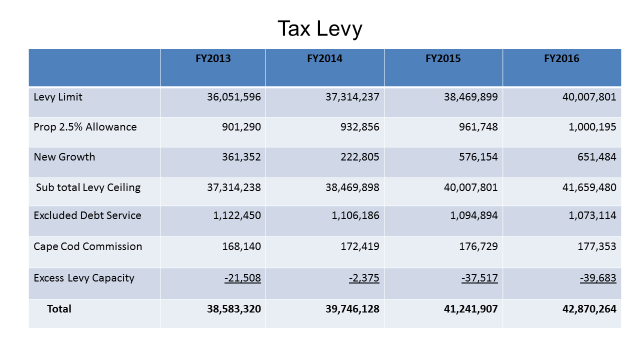 Tax Levy
FY2013 FY2014 FY2015 FY2016
Levy Limit 36,051,596 37,314,237 38,469,899 40,007,801
Prop 2.5% Allowance 901,290 932,856 961,748 1,000,195
New Growth 361,352 222,805 576,154 651,484
Sub total Levy Ceiling 37,314,238 38,469,898 40,007,801 41,659,480
Excluded Debt Service 1,122,450 1,106,186 1,094,894 1,073,114
Cape Cod Commission 168,140 172,419 176,729 177,353
Excess Levy Capacity -21,508 -2,375 -37,517 -39,683
Total 38,583,320 39,746,128 41,241,907 42,870,264